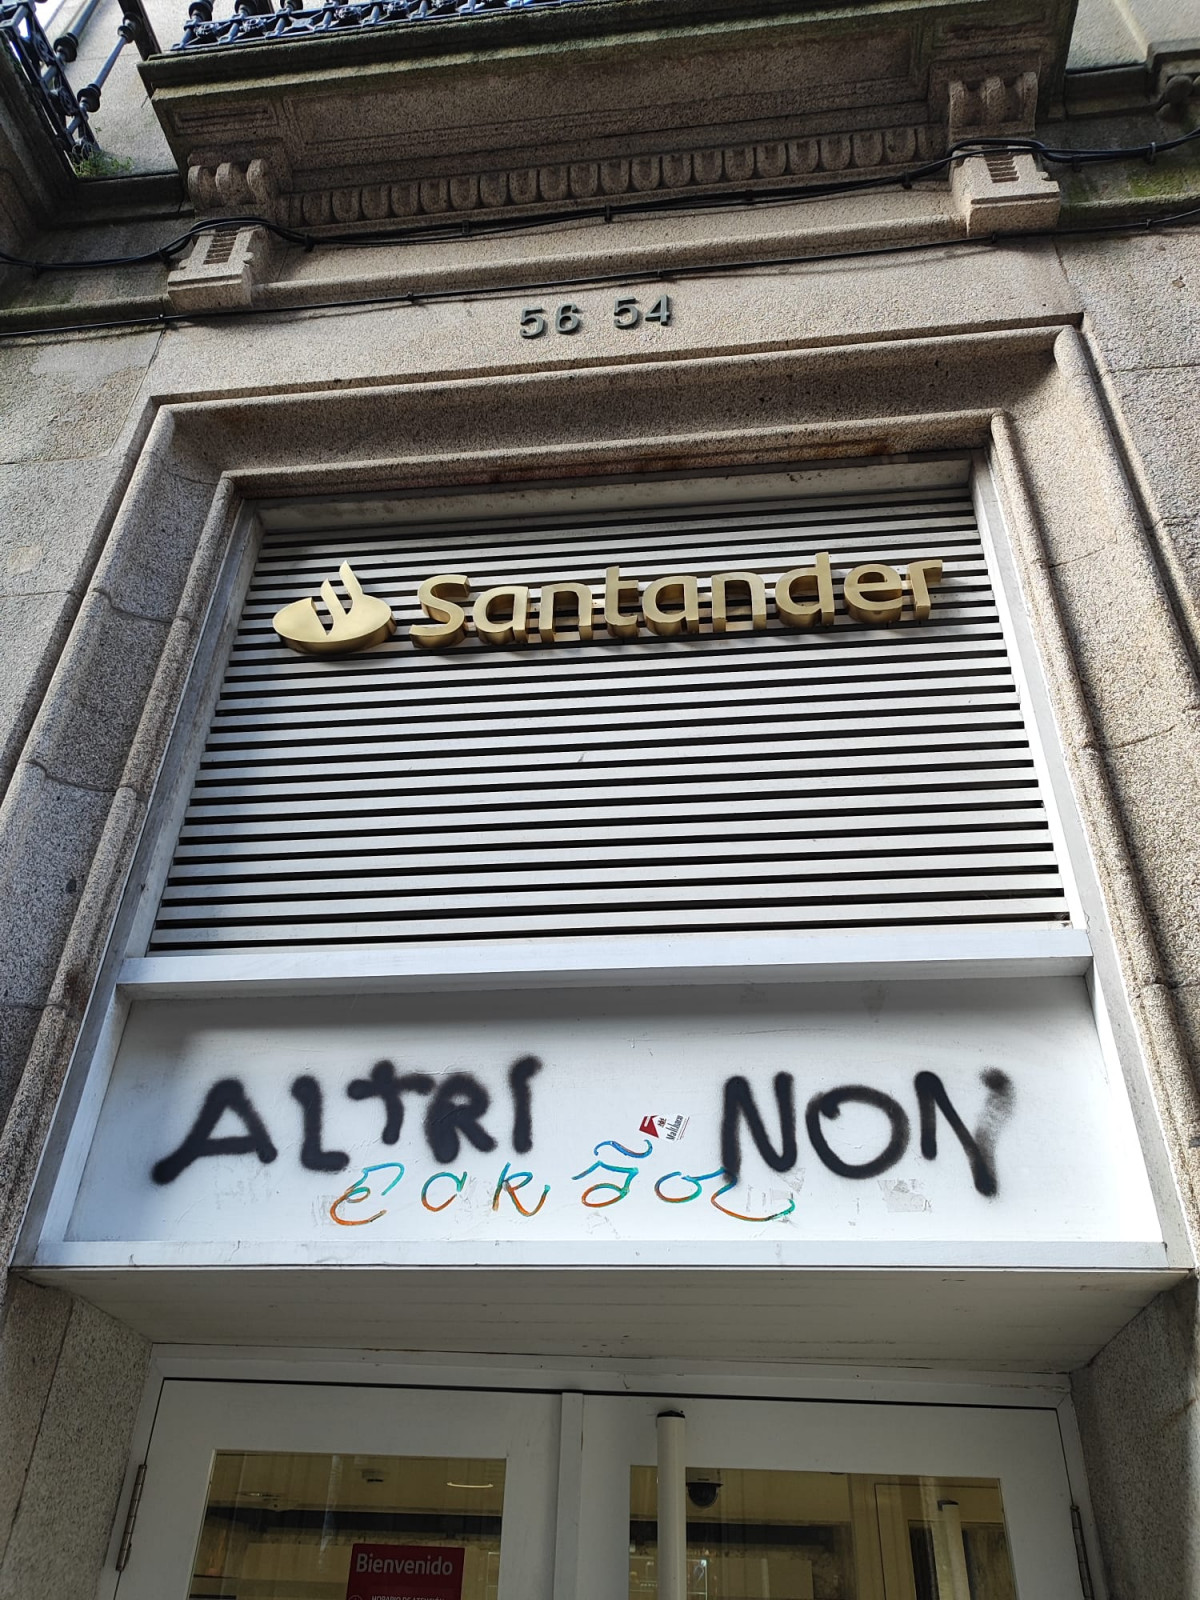 56 54
Santander
ALTRI NON
Bienvenido